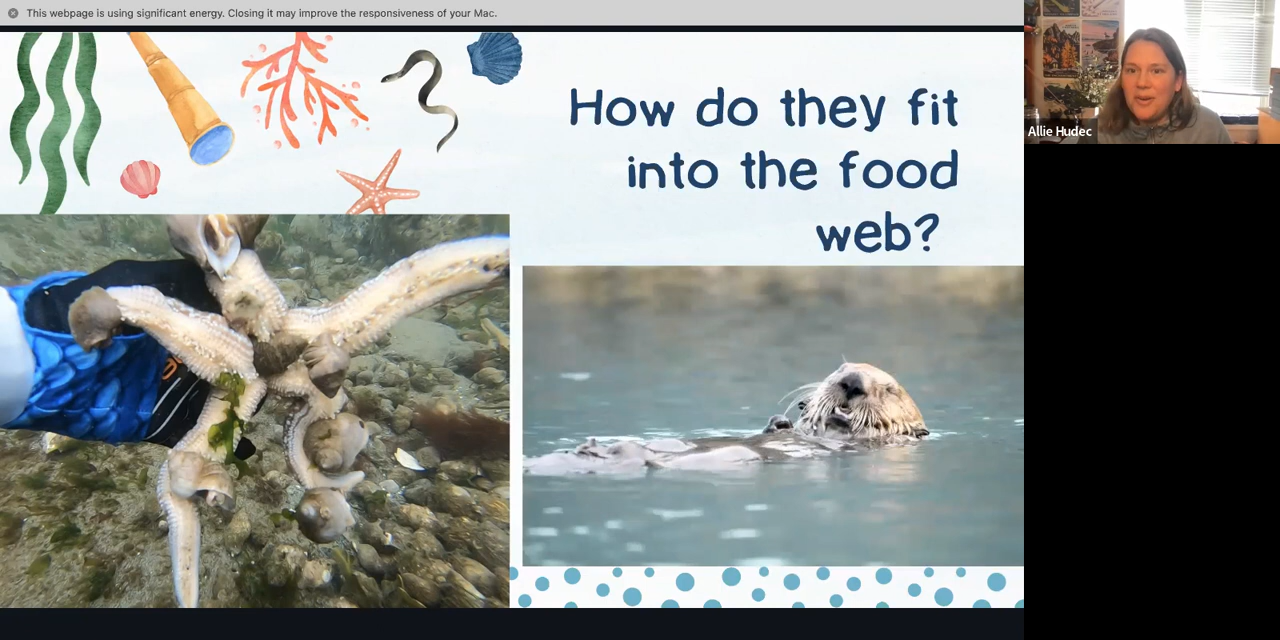 This webpage is using significant energy. Closing it may improve the responsiveness of your Mac.
How do they fit
into the food
web?
Allie Hudec